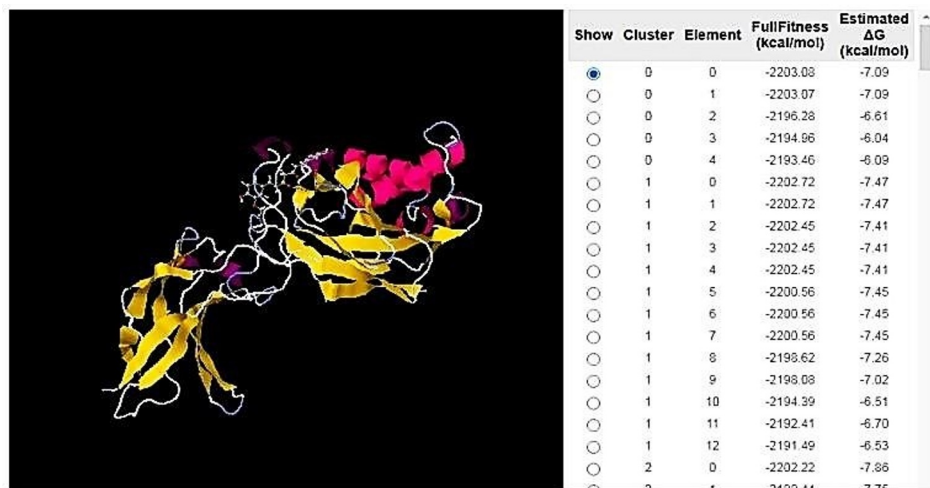 Show Cluster Element FullFitness (kcal/mol) Estimated ΔG (kcal/mol)
0 0 -2203.08 -7.09
0 1 -2203.07 -7.09
0 2 -2196.28 -6.61
0 3 -2194.96 -6.04
0 4 -2193.46 -6.09
1 0 -2202.72 -7.47
1 1 -2202.72 -7.47
1 2 -2202.45 -7.41
1 3 -2202.45 -7.41
1 4 -2202.45 -7.41
1 5 -2200.56 -7.45
1 6 -2200.56 -7.45
1 7 -2200.56 -7.45
1 8 -2198.62 -7.26
1 9 -2198.08 -7.02
1 10 -2194.39 -6.51
1 11 -2192.41 -6.70
1 12 -2191.49 -6.53
2 0 -2202.22 -7.86